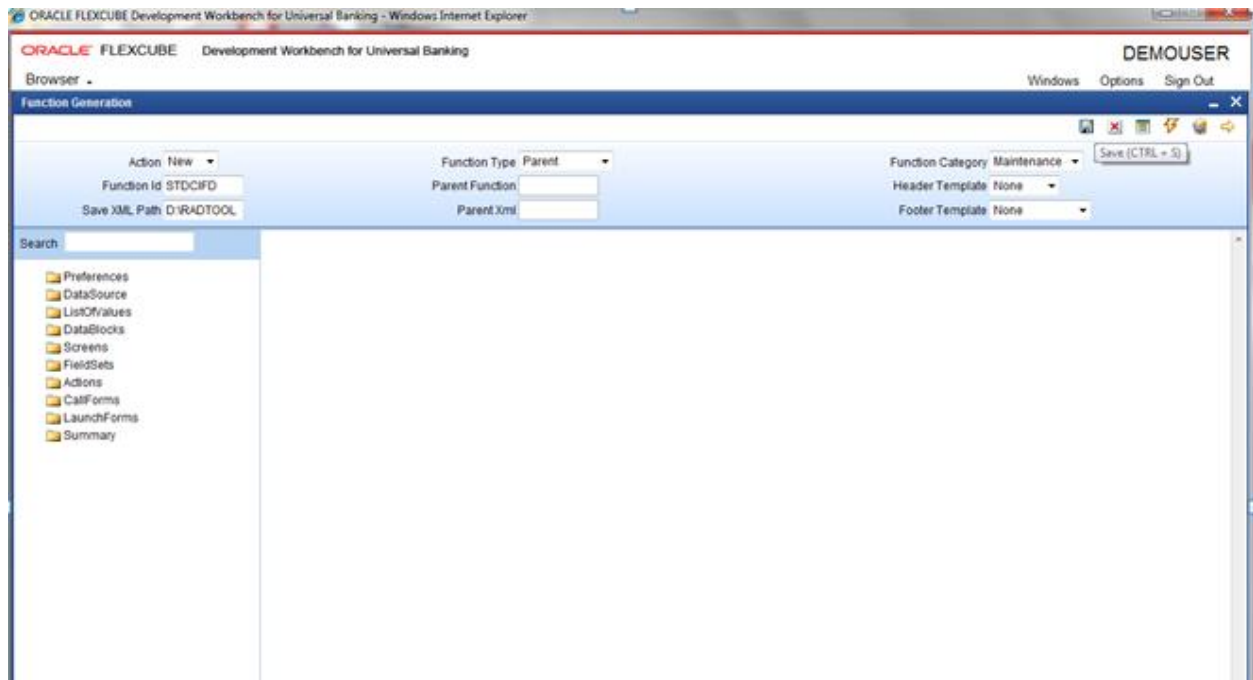 ORACLE FLEXCUBE Development Workbench for Universal Banking - Windows Internet Explorer
ORACLE FLEXCUBE Development Workbench for Universal Banking
DEMOUSER
Browser
Windows Options Sign Out
Function Generation
Action New Function Type Parent Function Category Maintenance
Save (CTRL + S)
Function Id STDCIFD Parent Function Header Template None
Save XML Path D:\RADTOOL Parent Xml Footer Template None
Search
Preferences
DataSource
ListOfValues
DataBlocks
Screens
FieldSets
Actions
CallForms
LaunchForms
Summary